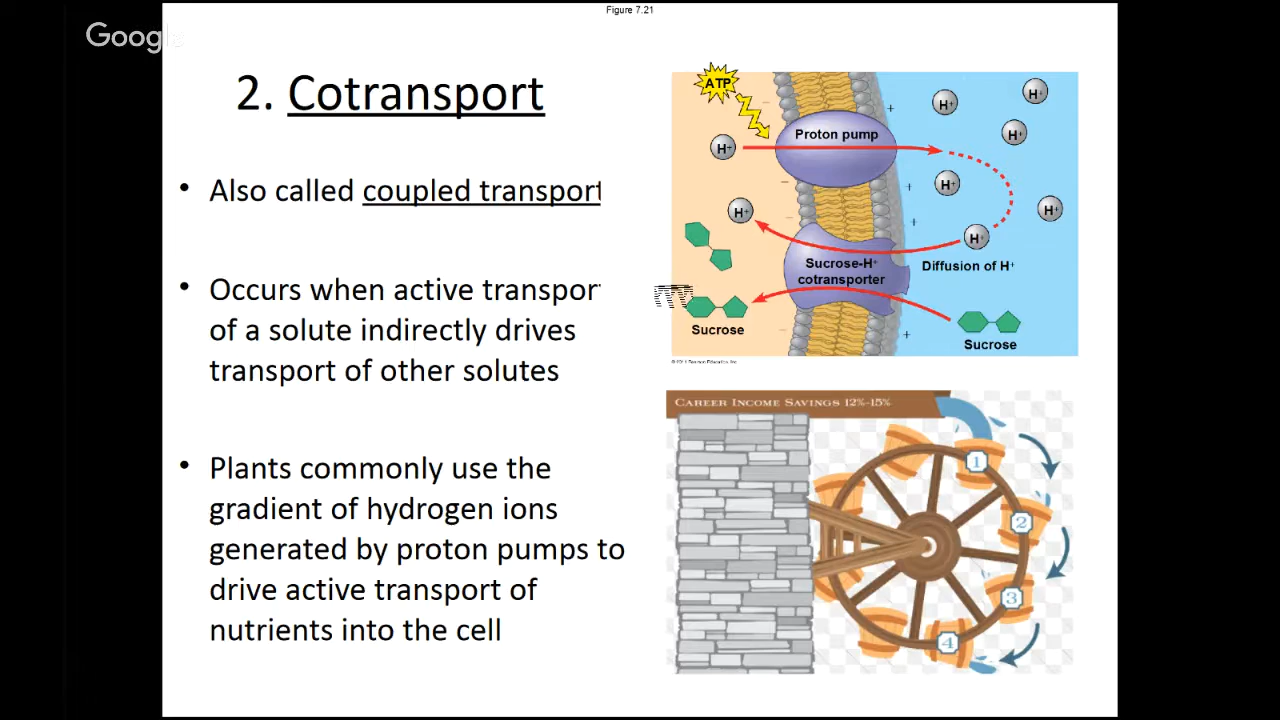 Figure 7.21
Google
2. Cotransport
• Also called coupled transport
• Occurs when active transport
of a solute indirectly drives
transport of other solutes
• Plants commonly use the
gradient of hydrogen ions
generated by proton pumps to
drive active transport of
nutrients into the cell
ATP
H⁺
H⁺
H⁺
Proton pump
H⁺
H⁺
H⁺
H⁺
H⁺
H⁺
Sucrose-H⁺
cotransporter
Diffusion of H⁺
Sucrose
Sucrose
CAREER INCOME SAVINGS 12%-15%
1
2
3
4